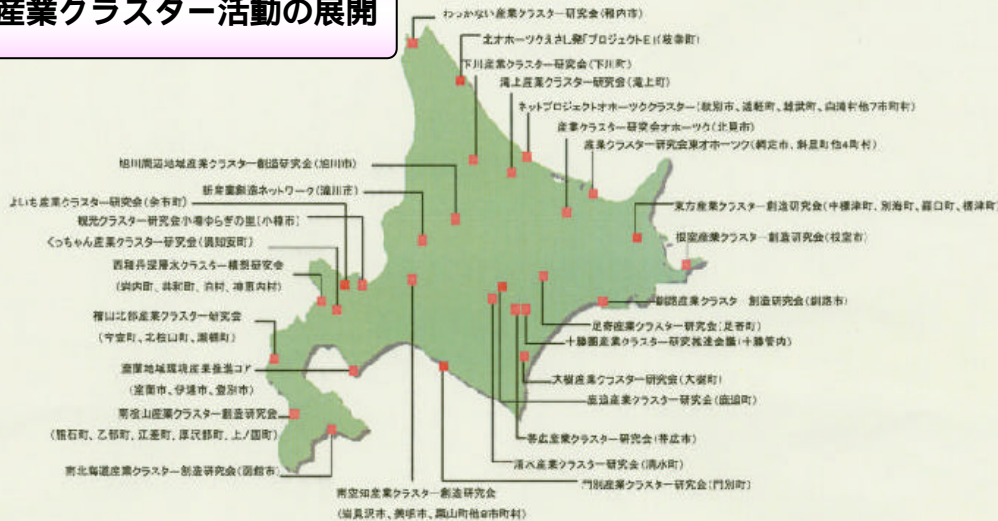 産業クラスター活動の展開
わっかない産業クラスター研究会(稚内市)
北オホーツクえさし発「プロジェクトE」(枝幸町)
下川産業クラスター研究会(下川町)
滝上産業クラスター研究会(滝上町)
ネットプロジェクトオホーツククラスター(紋別市、遠軽町、雄武町、白滝村他7市町村)
産業クラスター研究会オホーツク(北見市)
産業クラスター研究会東オホーツク(網走市、斜里町他4町村)
旭川周辺地域産業クラスター創造研究会(旭川市)
新産業創造ネットワーク(滝川市)
よいち産業クラスター研究会(余市町)
観光クラスター研究会小樽ゆらぎの里(小樽市)
東方産業クラスター創造研究会(中標津町、別海町、羅臼町、標津町)
くっちゃん産業クラスター研究会(倶知安町)
根室産業クラスター創造研究会(根室市)
西積丹深層水クラスター構想研究会
(岩内町、共和町、泊村、神恵内村)
釧路産業クラスター創造研究会(釧路市)
檜山北部産業クラスター研究会
(今金町、北桧山町、瀬棚町)
足寄産業クラスター研究会(足寄町)
十勝圏産業クラスター研究推進会議(十勝管内)
室蘭地域環境産業推進コア
(室蘭市、伊達市、登別市)
大樹産業クラスター研究会(大樹町)
鹿追産業クラスター研究会(鹿追町)
南桧山産業クラスター創造研究会
(熊石町、乙部町、江差町、厚沢部町、上ノ国町)
帯広産業クラスター研究会(帯広市)
清水産業クラスター研究会(清水町)
南北海道産業クラスター創造研究会(函館市)
門別産業クラスター研究会(門別町)
南空知産業クラスター創造研究会
(岩見沢市、美唄市、栗山町他8市町村)